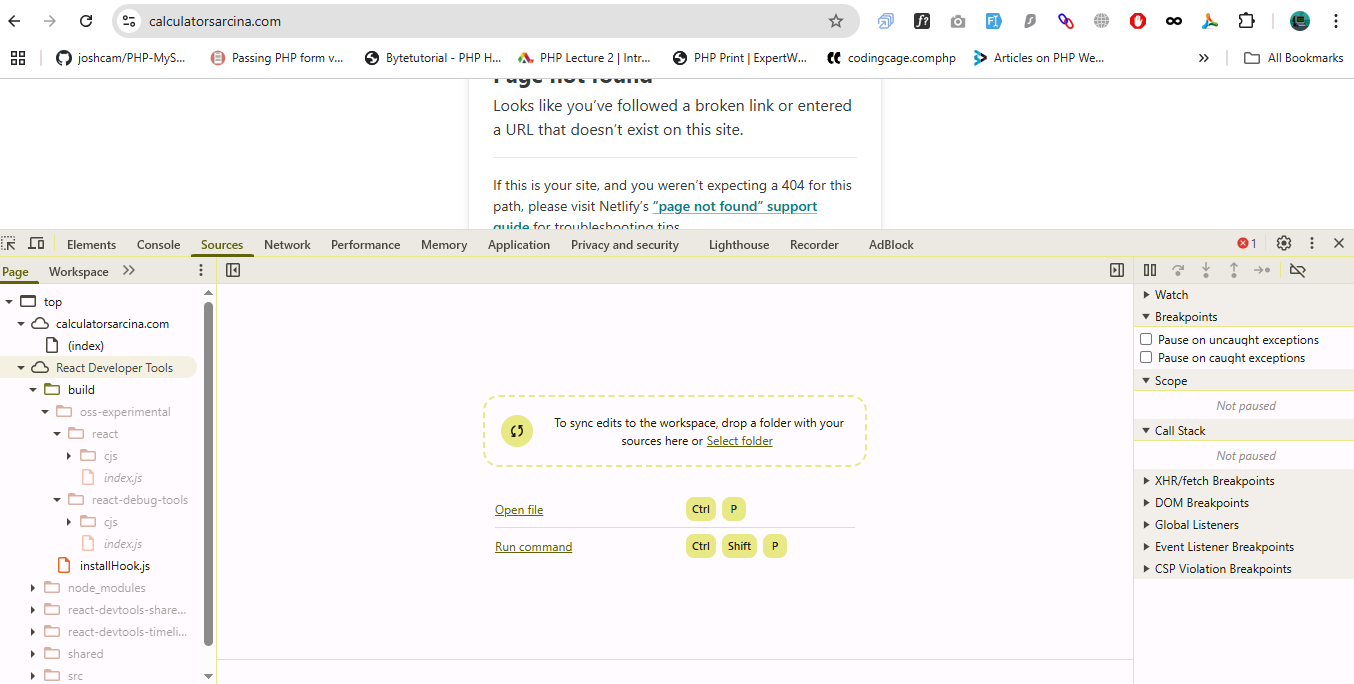 calculatorsarcina.com
joshcam/PHP-MyS...
Passing PHP form v...
Bytetutorial - PHP H...
PHP Lecture 2 | Intr...
PHP Print | ExpertW...
codingcage.comphp
Articles on PHP We...
All Bookmarks
Page not found
Looks like you've followed a broken link or entered
a URL that doesn't exist on this site.
If this is your site, and you weren't expecting a 404 for this
path, please visit Netlify's "page not found" support
guide for troubleshooting tips.
Elements Console Sources Network Performance Memory Application Privacy and security Lighthouse Recorder AdBlock 1
Page Workspace
top
calculatorsarcina.com
(index)
React Developer Tools
build
oss-experimental
react
cjs
index.js
react-debug-tools
cjs
index.js
installHook.js
node_modules
react-devtools-share...
react-devtools-timeli...
shared
src
To sync edits to the workspace, drop a folder with your
sources here or Select folder
Open file Ctrl P
Run command Ctrl Shift P
Watch
Breakpoints
Pause on uncaught exceptions
Pause on caught exceptions
Scope
Not paused
Call Stack
Not paused
XHR/fetch Breakpoints
DOM Breakpoints
Global Listeners
Event Listener Breakpoints
CSP Violation Breakpoints